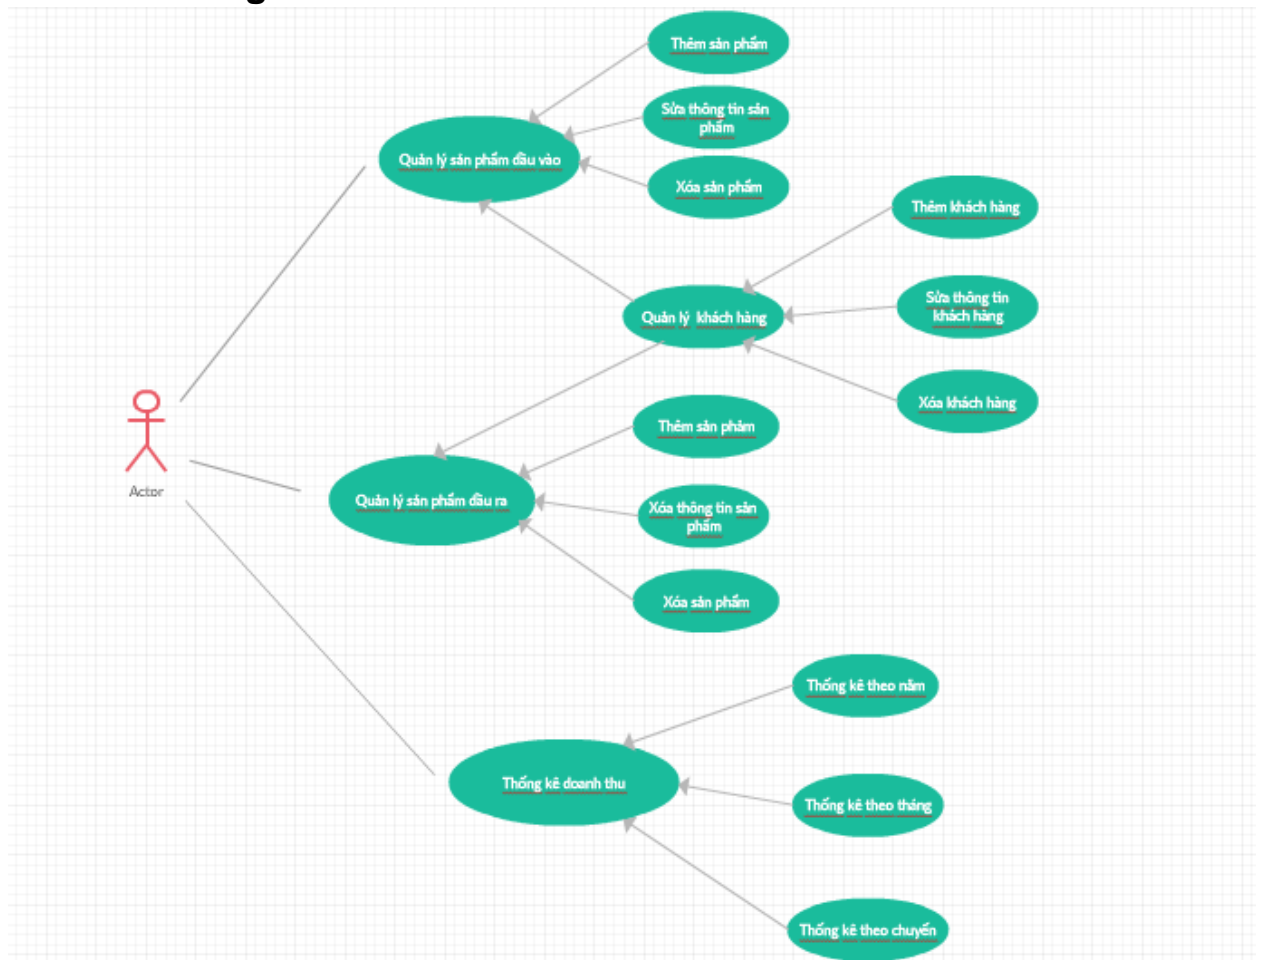 Thêm sản phẩm
Sửa thông tin sản
phẩm
Quản lý sản phẩm đầu vào
Xóa sản phẩm
Thêm khách hàng
Sửa thông tin
khách hàng
Quản lý khách hàng
Xóa khách hàng
Thêm sản phảm
Actor
Quản lý sản phẩm đầu ra
Xóa thông tin sản
phẩm
Xóa sản phẩm
Thống kê theo năm
Thống kê doanh thu
Thống kê theo tháng
Thống kê theo chuyến